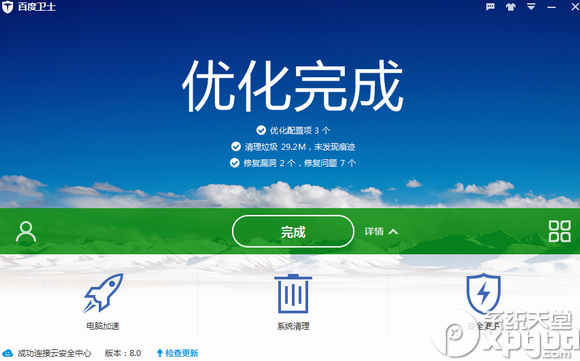 百度卫士
优化完成
优化配置项 3 个
清理垃圾 29.2M，未发现痕迹
修复漏洞 2 个，修复问题 7 个
完成
详情
电脑加速
系统清理
系统天堂
xpgod
成功连接云安全中心
版本：8.0
检查更新